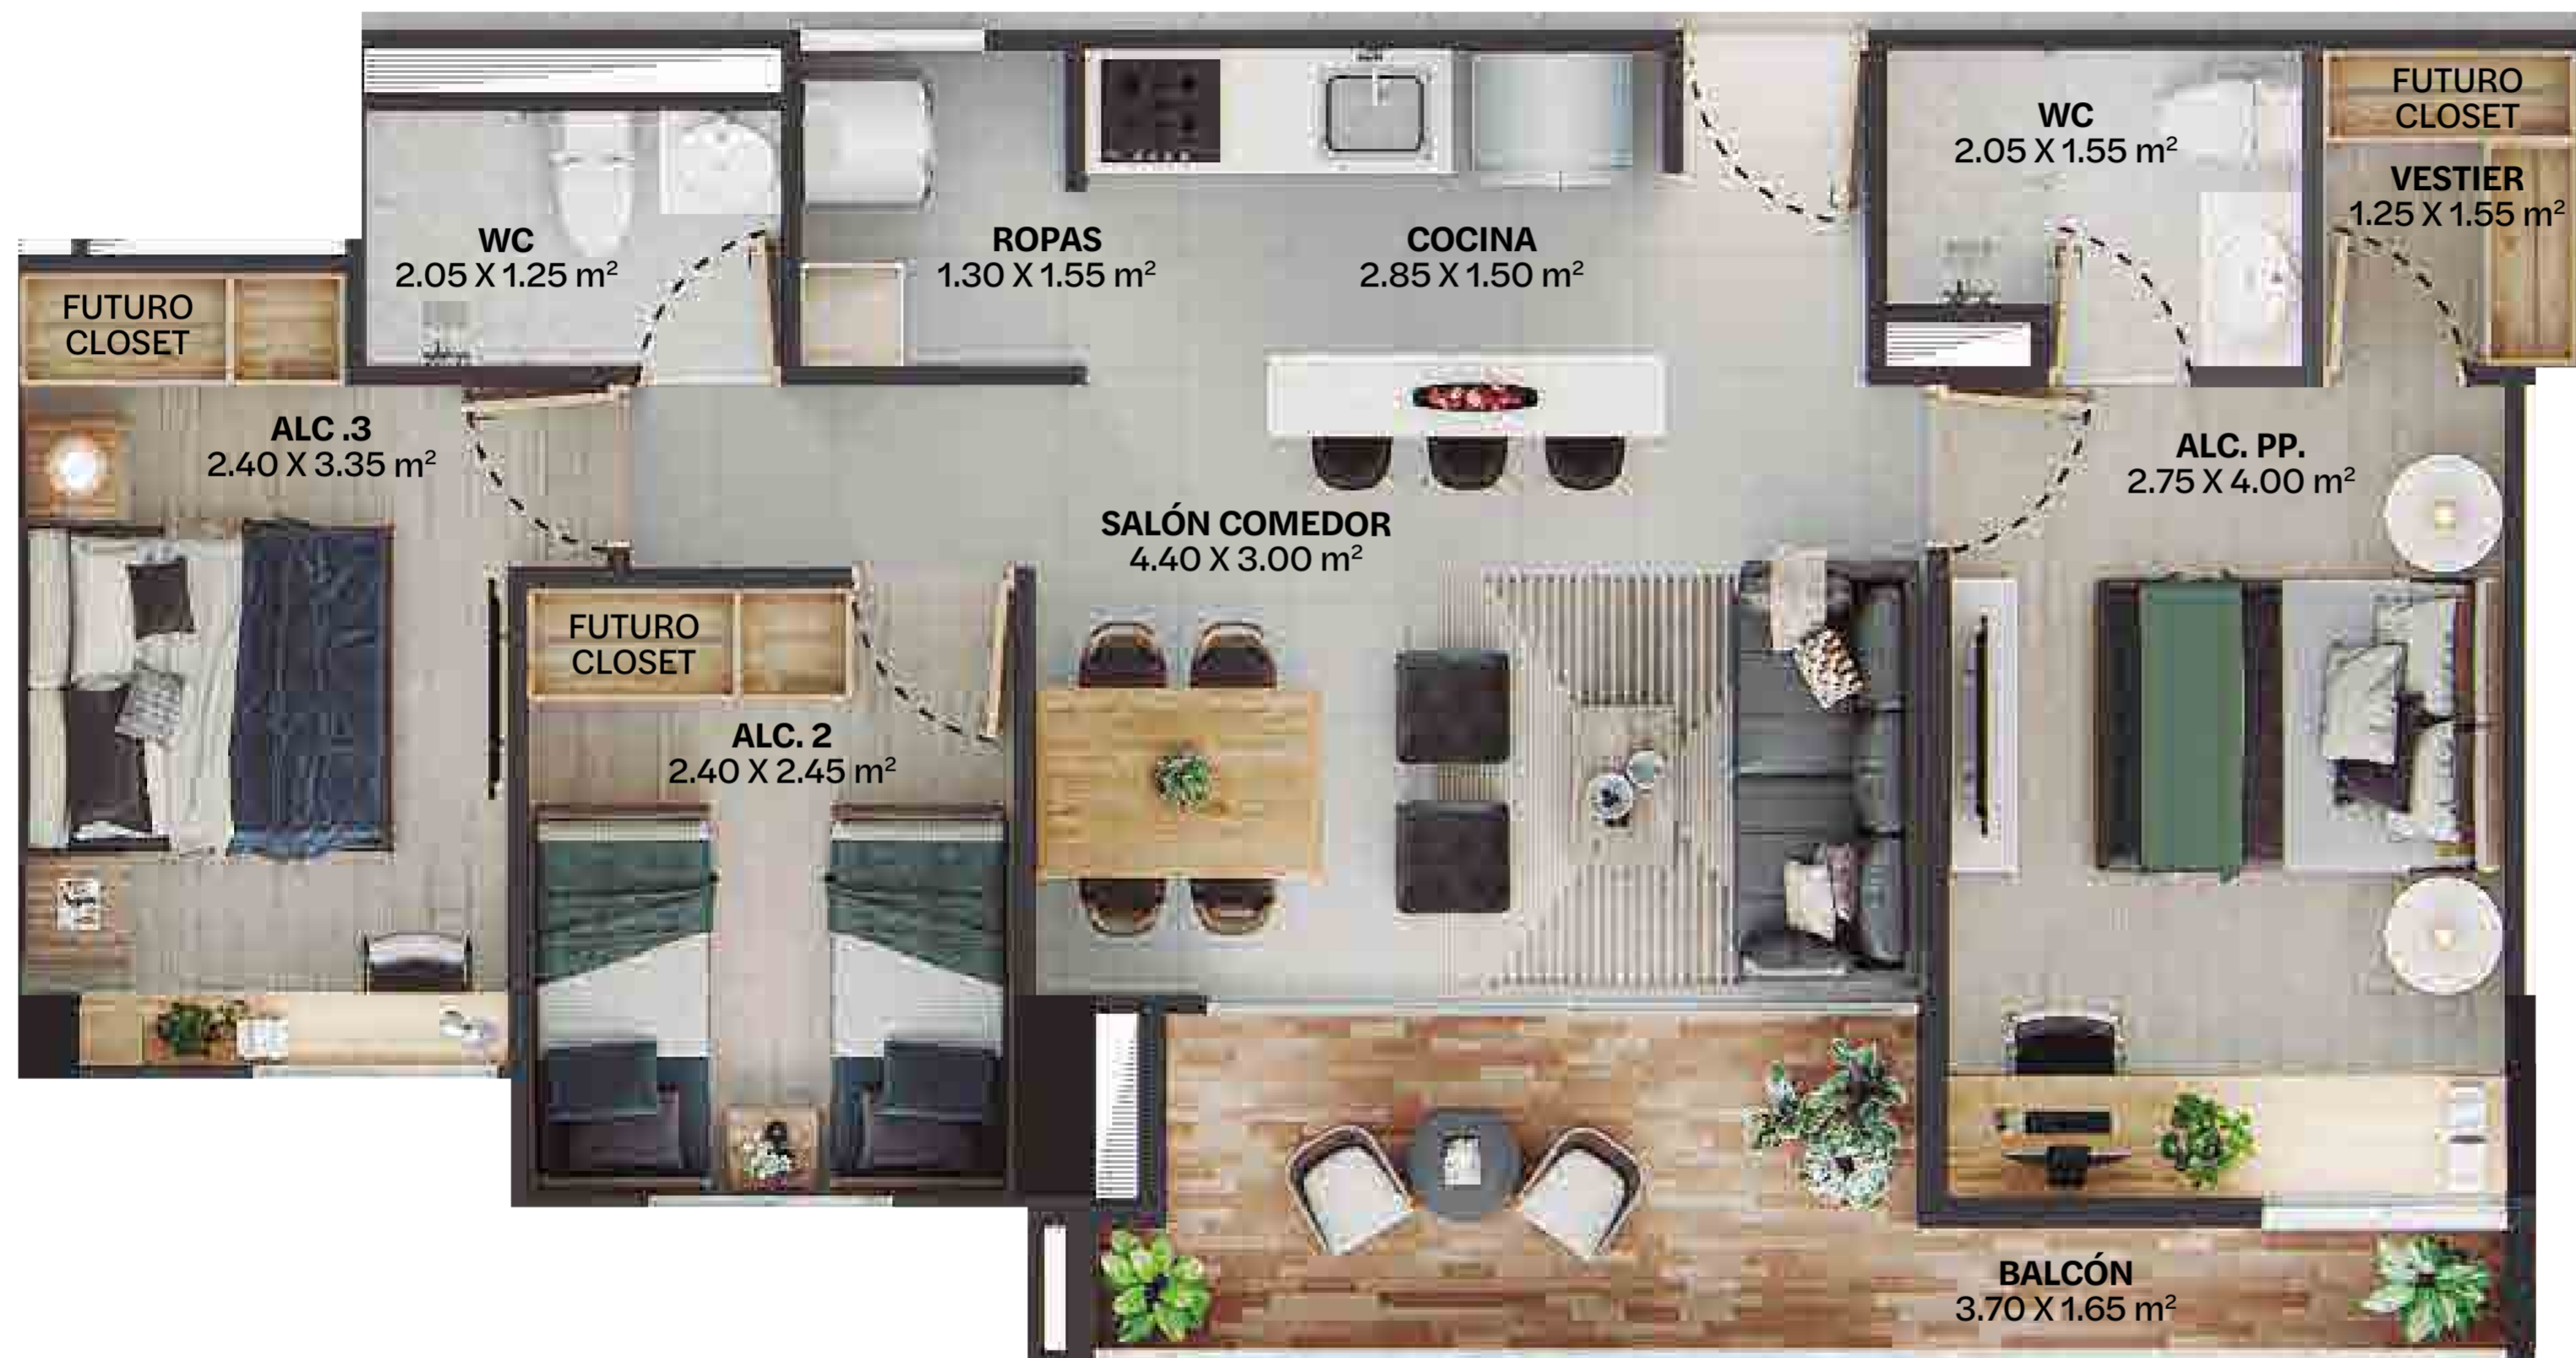 FUTURO
CLOSET
WC
2.05 X 1.55 m²
VESTIER
1.25 X 1.55 m²
WC
2.05 X 1.25 m²
ROPAS
1.30 X 1.55 m²
COCINA
2.85 X 1.50 m²
FUTURO
CLOSET
ALC .3
2.40 X 3.35 m²
ALC. PP.
2.75 X 4.00 m²
SALÓN COMEDOR
4.40 X 3.00 m²
FUTURO
CLOSET
ALC. 2
2.40 X 2.45 m²
BALCÓN
3.70 X 1.65 m²